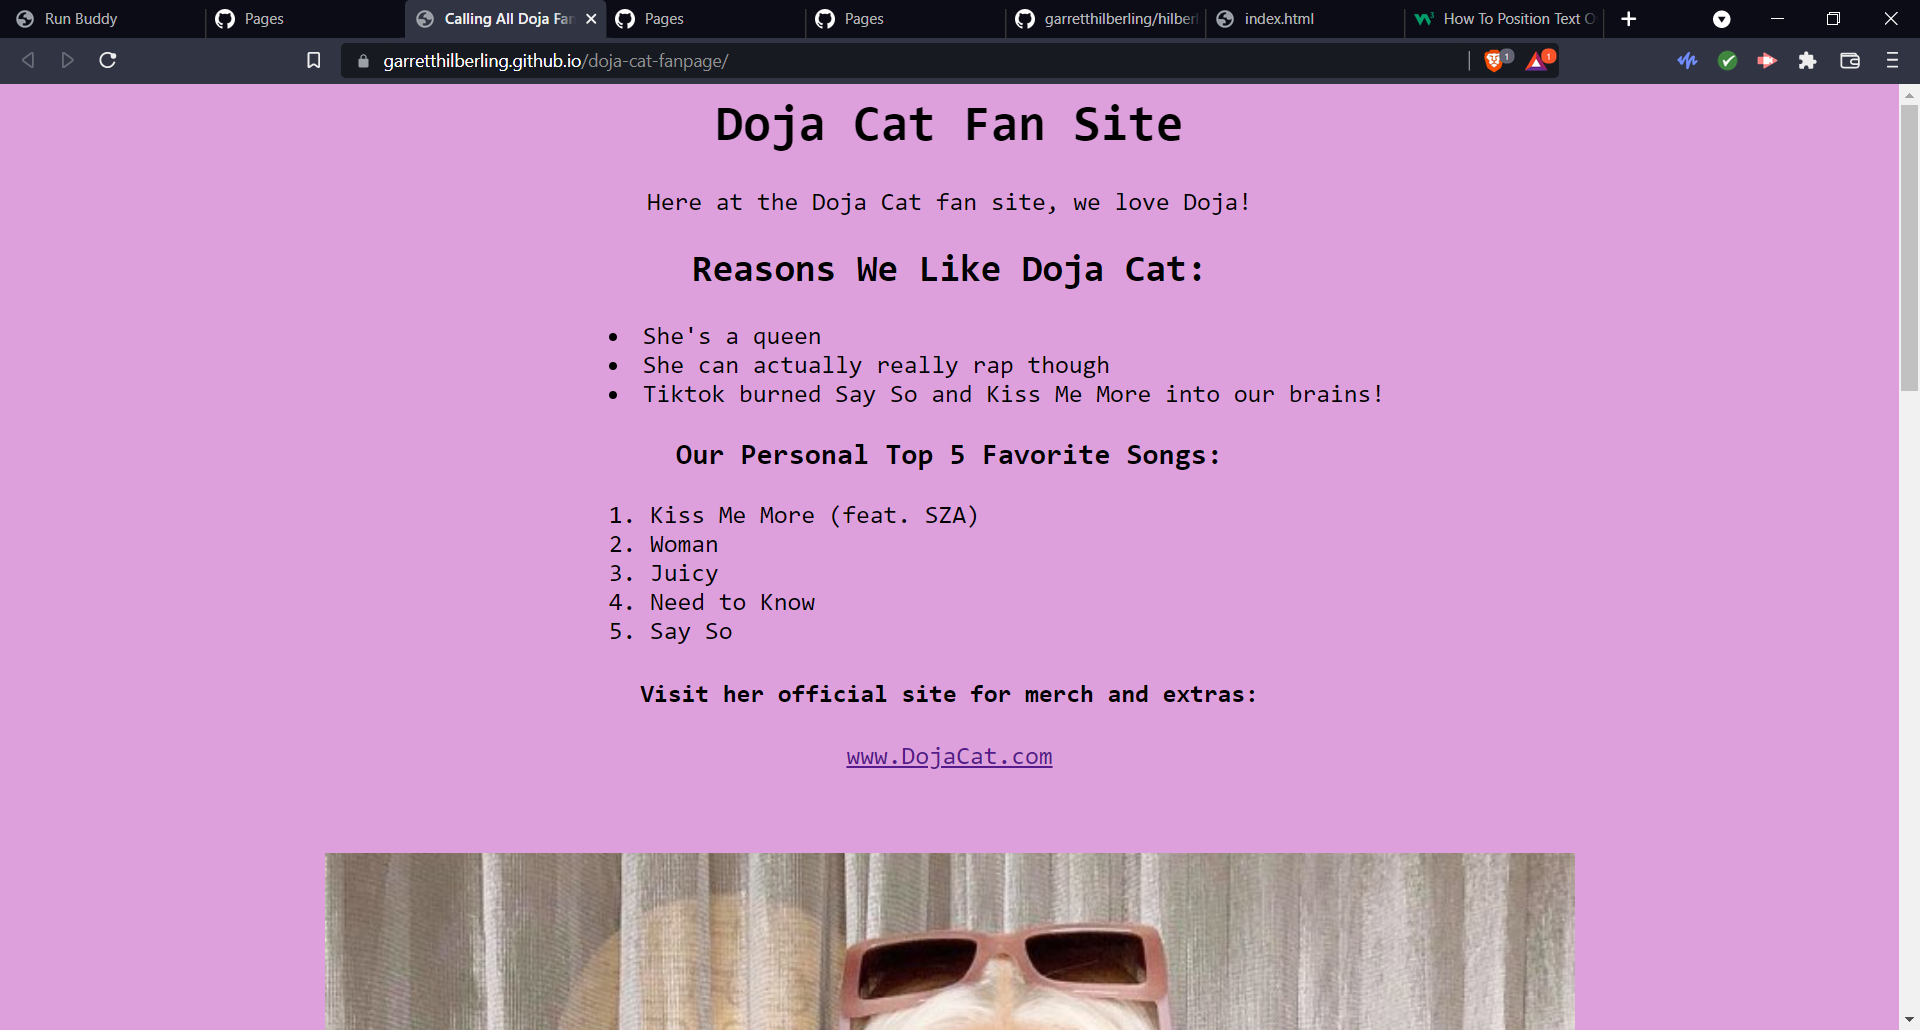 Run Buddy
Pages
Calling All Doja Fan
Pages
Pages
garretthilberling/hilberl
index.html
How To Position Text O
garretthilberling.github.io/doja-cat-fanpage/
1
1
Doja Cat Fan Site
Here at the Doja Cat fan site, we love Doja!
Reasons We Like Doja Cat:
• She's a queen
• She can actually really rap though
• Tiktok burned Say So and Kiss Me More into our brains!
Our Personal Top 5 Favorite Songs:
1. Kiss Me More (feat. SZA)
2. Woman
3. Juicy
4. Need to Know
5. Say So
Visit her official site for merch and extras:
www.DojaCat.com